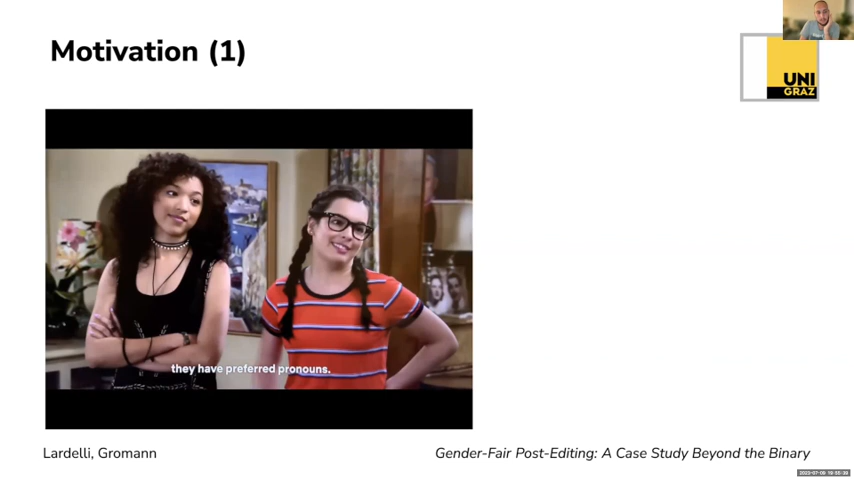 Motivation (1)
UNI
GRAZ
they have preferred pronouns.
Lardelli, Gromann
Gender-Fair Post-Editing: A Case Study Beyond the Binary